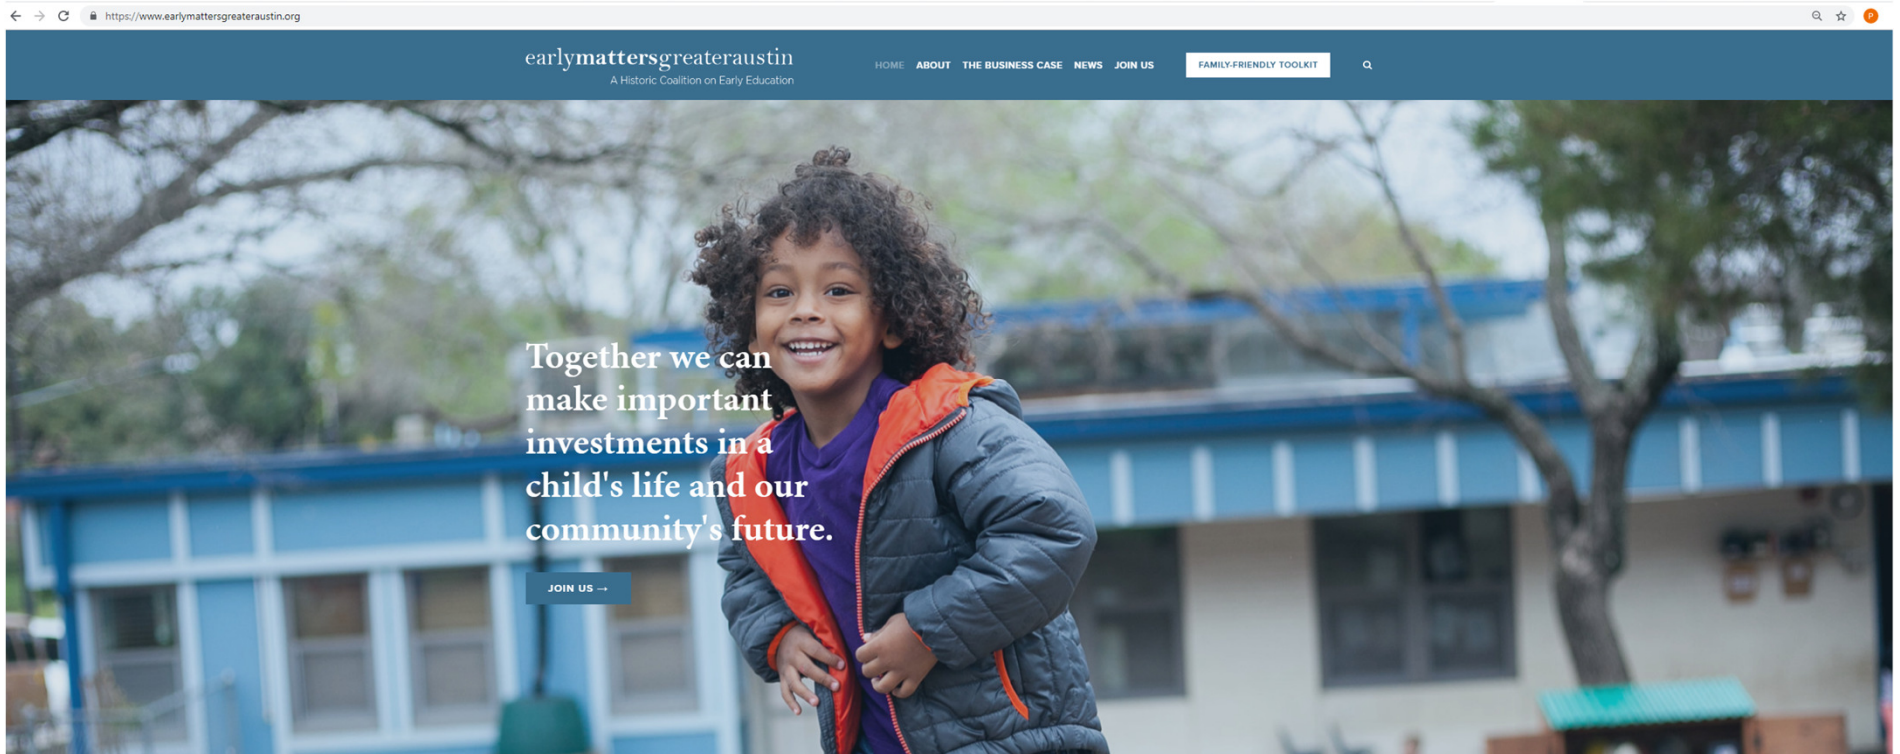 https://www.earlymattersgreateraustin.org
P
earlymattersgreateraustin
A Historic Coalition on Early Education
HOME ABOUT THE BUSINESS CASE NEWS JOIN US FAMILY-FRIENDLY TOOLKIT
Together we can
make important
investments in a
child's life and our
community's future.
JOIN US →